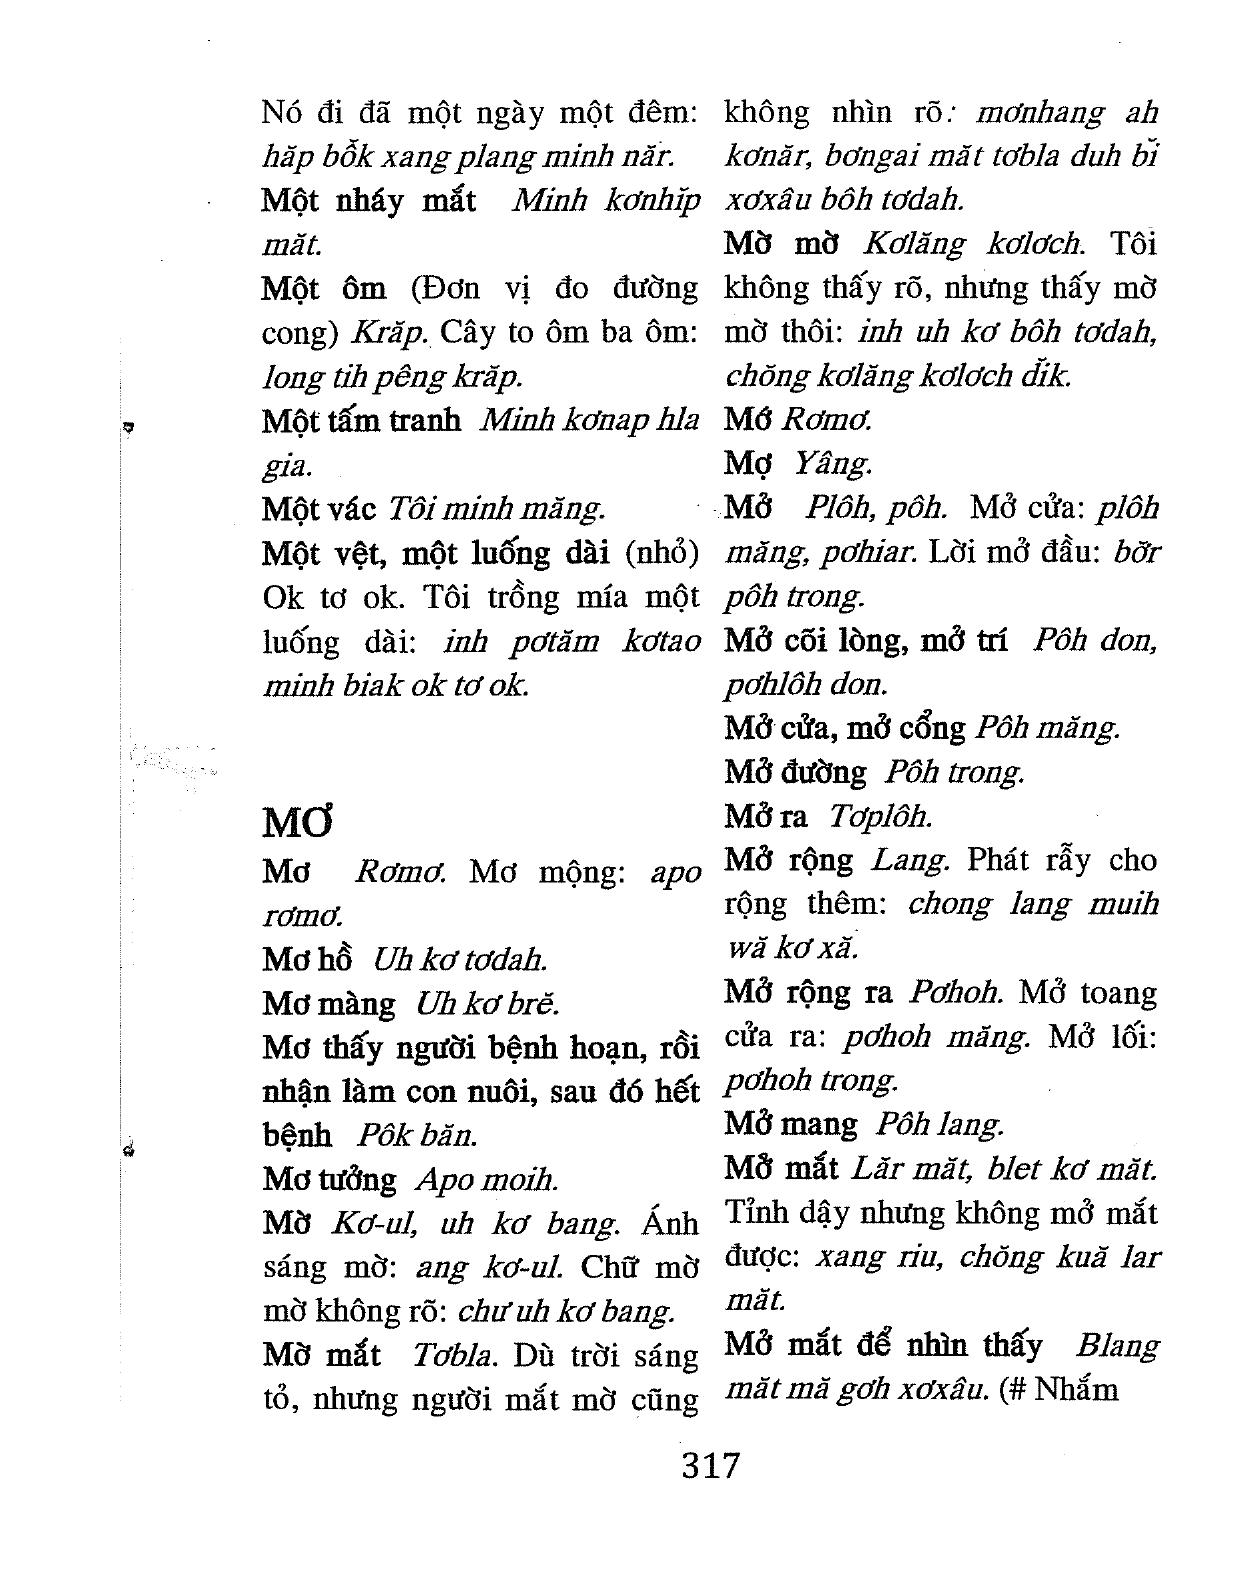 Nó đi đã một ngày một đêm:
hăp bỗk xang plang minh năr.
Một nháy mắt Minh kơnhĭp
măt.
Một ôm (Đơn vị đo đường
cong) Krăp. Cây to ôm ba ôm:
long tih pêng krăp.
Một tấm tranh Minh kơnap hla
gia.
Một vác Tôi minh măng.
Một vệt, một luống dài (nhỏ)
Ok tơ ok. Tôi trồng mía một
luống dài: inh pơtăm kơtao
minh biak ok tơ ok.
MƠ
Mơ Rơmơ. Mơ mộng: apo
rơmơ.
Mơ hồ Uh kơ tơdah.
Mơ màng Uh kơ brĕ.
Mơ thấy người bệnh hoạn, rồi
nhận làm con nuôi, sau đó hết
bệnh Pôk băn.
Mơ tưởng Apo moih.
Mờ Kơ-ul, uh kơ bang. Ánh
sáng mờ: ang kơ-ul. Chữ mờ
mờ không rõ: chư uh kơ bang.
Mờ mắt Tơbla. Dù trời sáng
tỏ, nhưng người mắt mờ cũng
không nhìn rõ: mơnhang ah
kơnăr, bơngai măt tơbla duh bĭ
xơxâu bôh tơdah.
Mờ mờ Kơlăng kơlơch. Tôi
không thấy rõ, nhưng thấy mờ
mờ thôi: inh uh kơ bôh tơdah,
chŏng kơlăng kơlơch dĭk.
Mớ Rơmơ.
Mợ Yâng.
Mở Plôh, pôh. Mở cửa: plôh
măng, pơhiar. Lời mở đầu: bơ̆r
pôh trong.
Mở cõi lòng, mở trí Pôh don,
pơhlôh don.
Mở cửa, mở cổng Pôh măng.
Mở đường Pôh trong.
Mở ra Tơplôh.
Mở rộng Lang. Phát rẫy cho
rộng thêm: chong lang muih
wă kơ xă.
Mở rộng ra Pơhoh. Mở toang
cửa ra: pơhoh măng. Mở lối:
pơhoh trong.
Mở mang Pôh lang.
Mở mắt Lăr măt, blet kơ măt.
Tỉnh dậy nhưng không mở mắt
được: xang riu, chŏng kuă lar
măt.
Mở mắt để nhìn thấy Blang
măt mă gơh xơxâu. (# Nhắm
317